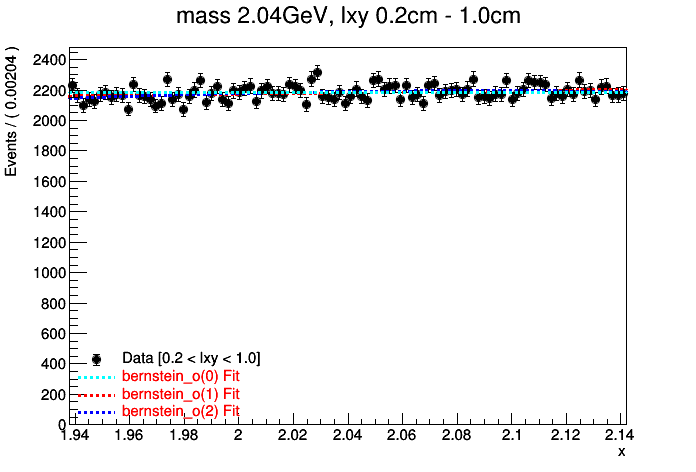 mass 2.04GeV, lxy 0.2cm - 1.0cm
Events / ( 0.00204 )
2400
2200
2000
1800
1600
1400
1200
1000
800
600
400
200
0
Data [0.2 < lxy < 1.0]
bernstein_o(0) Fit
bernstein_o(1) Fit
bernstein_o(2) Fit
1.94 1.96 1.98 2 2.02 2.04 2.06 2.08 2.1 2.12 2.14
x